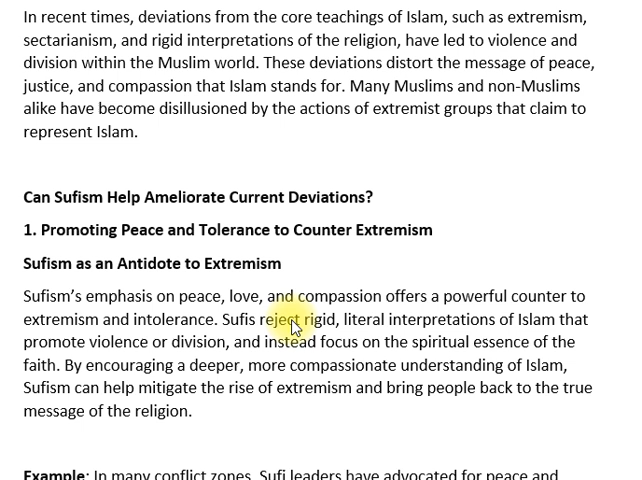 In recent times, deviations from the core teachings of Islam, such as extremism,
sectarianism, and rigid interpretations of the religion, have led to violence and
division within the Muslim world. These deviations distort the message of peace,
justice, and compassion that Islam stands for. Many Muslims and non-Muslims
alike have become disillusioned by the actions of extremist groups that claim to
represent Islam.
Can Sufism Help Ameliorate Current Deviations?
1. Promoting Peace and Tolerance to Counter Extremism
Sufism as an Antidote to Extremism
Sufism’s emphasis on peace, love, and compassion offers a powerful counter to
extremism and intolerance. Sufis reject rigid, literal interpretations of Islam that
promote violence or division, and instead focus on the spiritual essence of the
faith. By encouraging a deeper, more compassionate understanding of Islam,
Sufism can help mitigate the rise of extremism and bring people back to the true
message of the religion.
Example: In many conflict zones, Sufi leaders have advocated for peace and